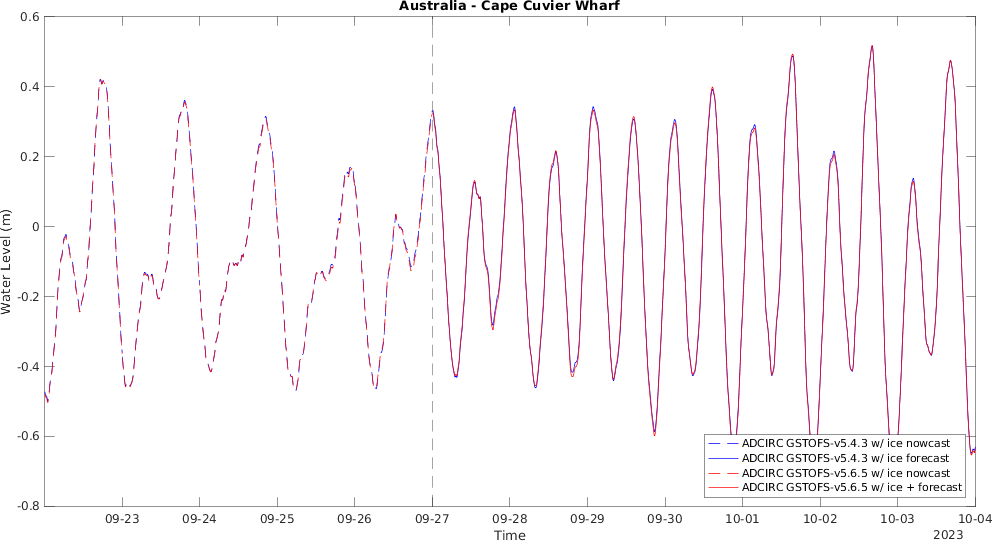 Australia - Cape Cuvier Wharf
0.6
0.4
0.2
0
-0.2
-0.4
-0.6
-0.8
Water Level (m)
ADCIRC GSTOFS-v5.4.3 w/ ice nowcast
ADCIRC GSTOFS-v5.4.3 w/ ice forecast
ADCIRC GSTOFS-v5.6.5 w/ ice nowcast
ADCIRC GSTOFS-v5.6.5 w/ ice + forecast
09-23 09-24 09-25 09-26 09-27 09-28 09-29 09-30 10-01 10-02 10-03 10-04
Time
2023